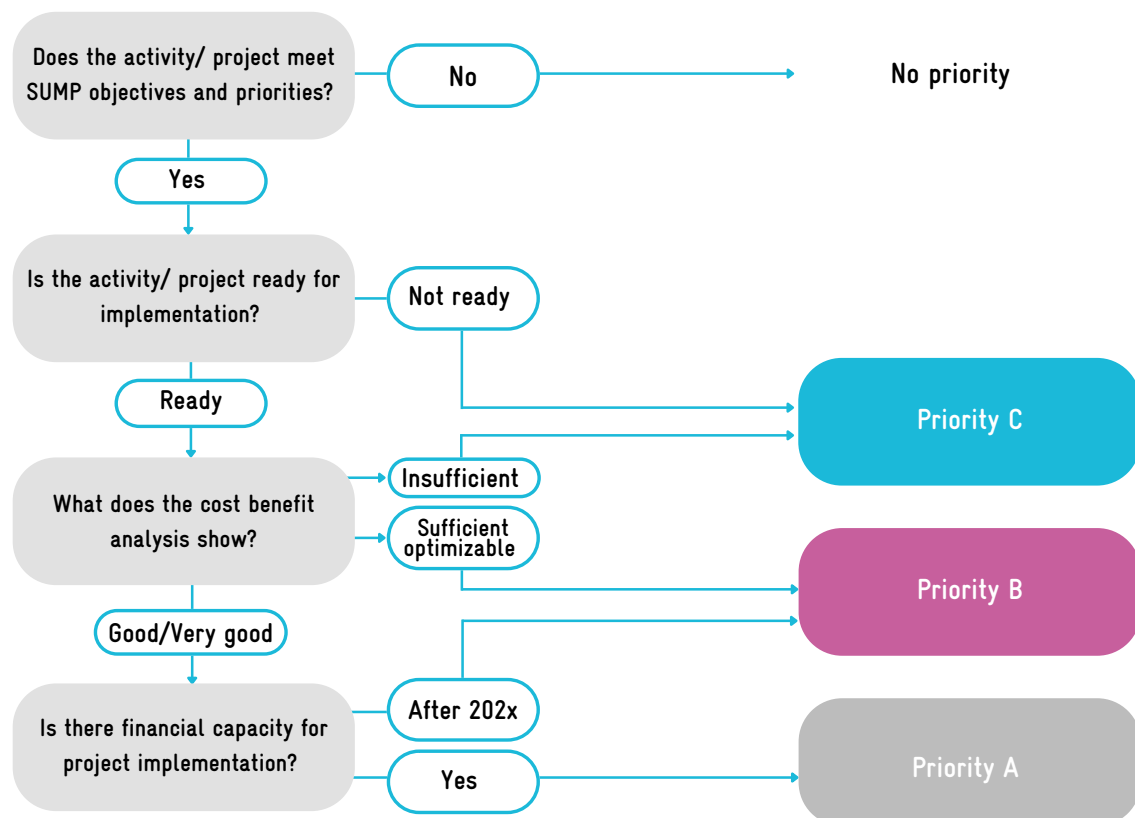 Does the activity/ project meet
SUMP objectives and priorities?
No
No priority
Yes
Is the activity/ project ready for
implementation?
Not ready
Ready
Priority C
What does the cost benefit
analysis show?
Insufficient
Sufficient
optimizable
Priority B
Good/Very good
Is there financial capacity for
project implementation?
After 202x
Yes
Priority A